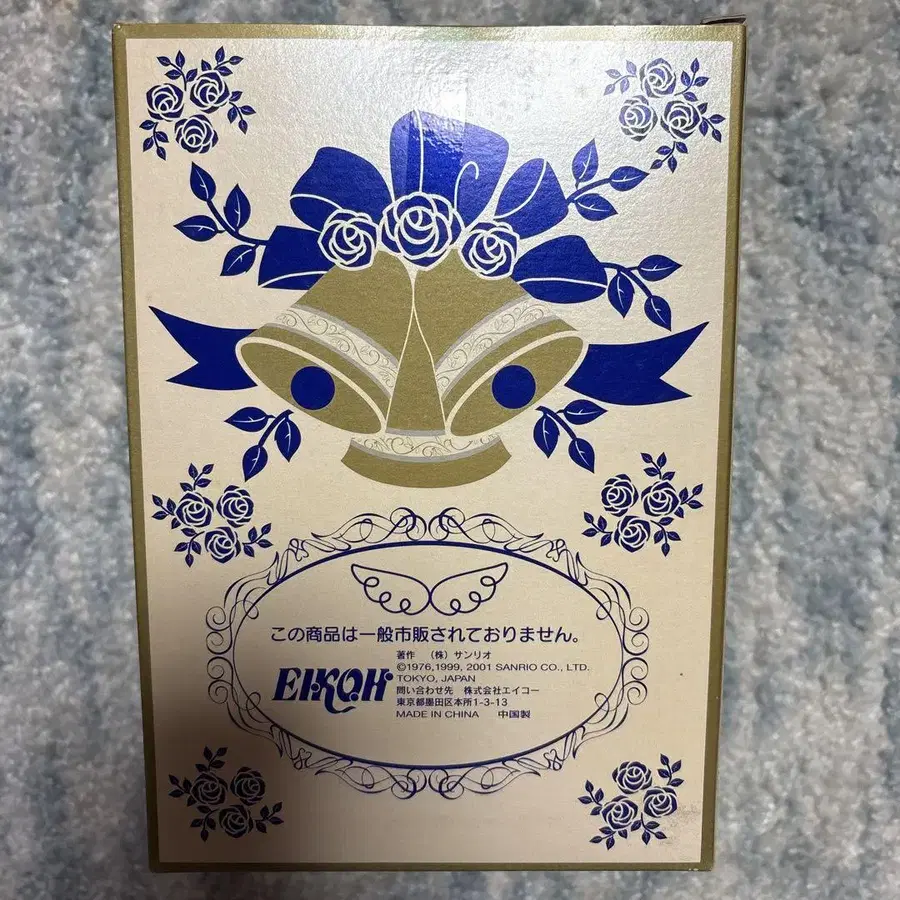 この商品は一般市販されておりません。
著作 (株)サンリオ
©1976,1999, 2001 SANRIO CO., LTD.
TOKYO, JAPAN
EIKOH
問い合わせ先 株式会社エイコー
東京都墨田区本所1-3-13
MADE IN CHINA 中国製